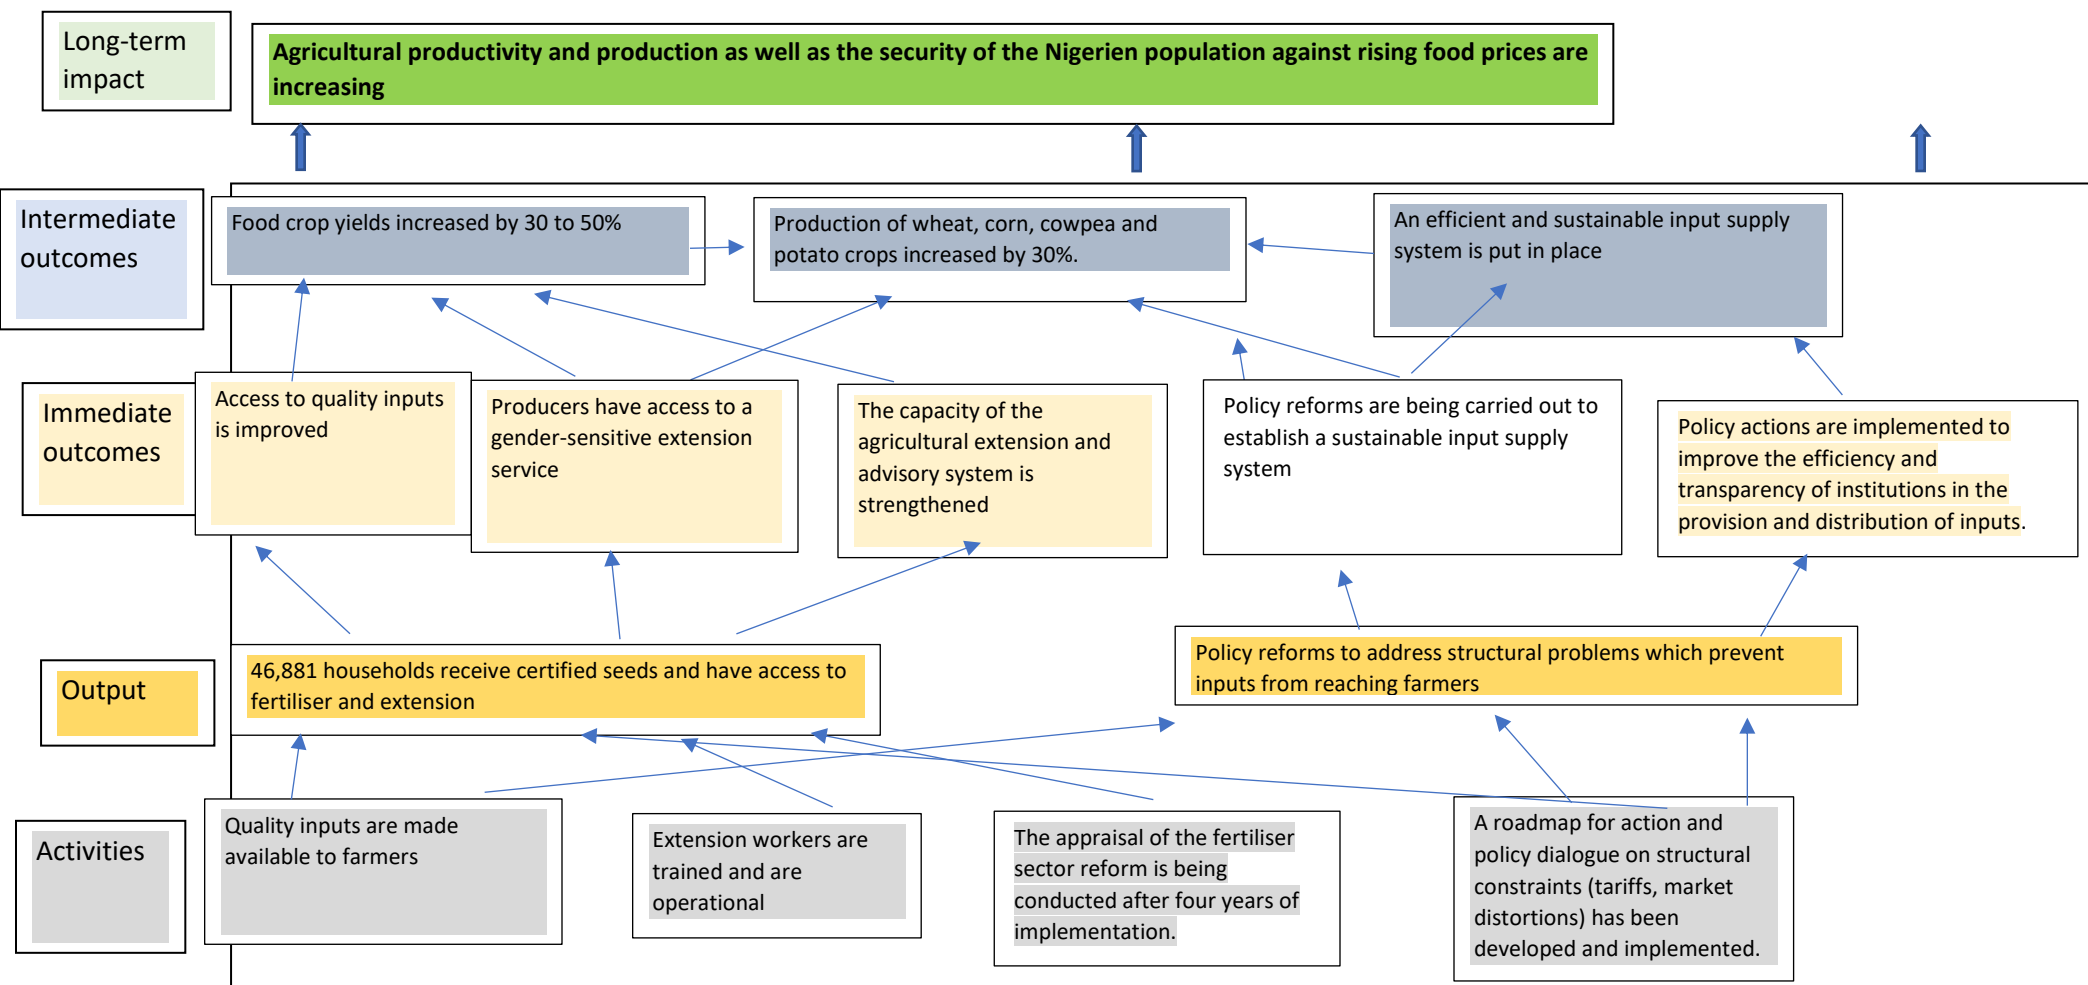 Long-term
impact
Agricultural productivity and production as well as the security of the Nigerien population against rising food prices are
increasing
Intermediate
outcomes
Food crop yields increased by 30 to 50%
Production of wheat, corn, cowpea and
potato crops increased by 30%.
An efficient and sustainable input supply
system is put in place
Immediate
outcomes
Access to quality inputs
is improved
Producers have access to a
gender-sensitive extension
service
The capacity of the
agricultural extension and
advisory system is
strengthened
Policy reforms are being carried out to
establish a sustainable input supply
system
Policy actions are implemented to
improve the efficiency and
transparency of institutions in the
provision and distribution of inputs.
Output
46,881 households receive certified seeds and have access to
fertiliser and extension
Policy reforms to address structural problems which prevent
inputs from reaching farmers
Activities
Quality inputs are made
available to farmers
Extension workers are
trained and are
operational
The appraisal of the fertiliser
sector reform is being
conducted after four years of
implementation.
A roadmap for action and
policy dialogue on structural
constraints (tariffs, market
distortions) has been
developed and implemented.